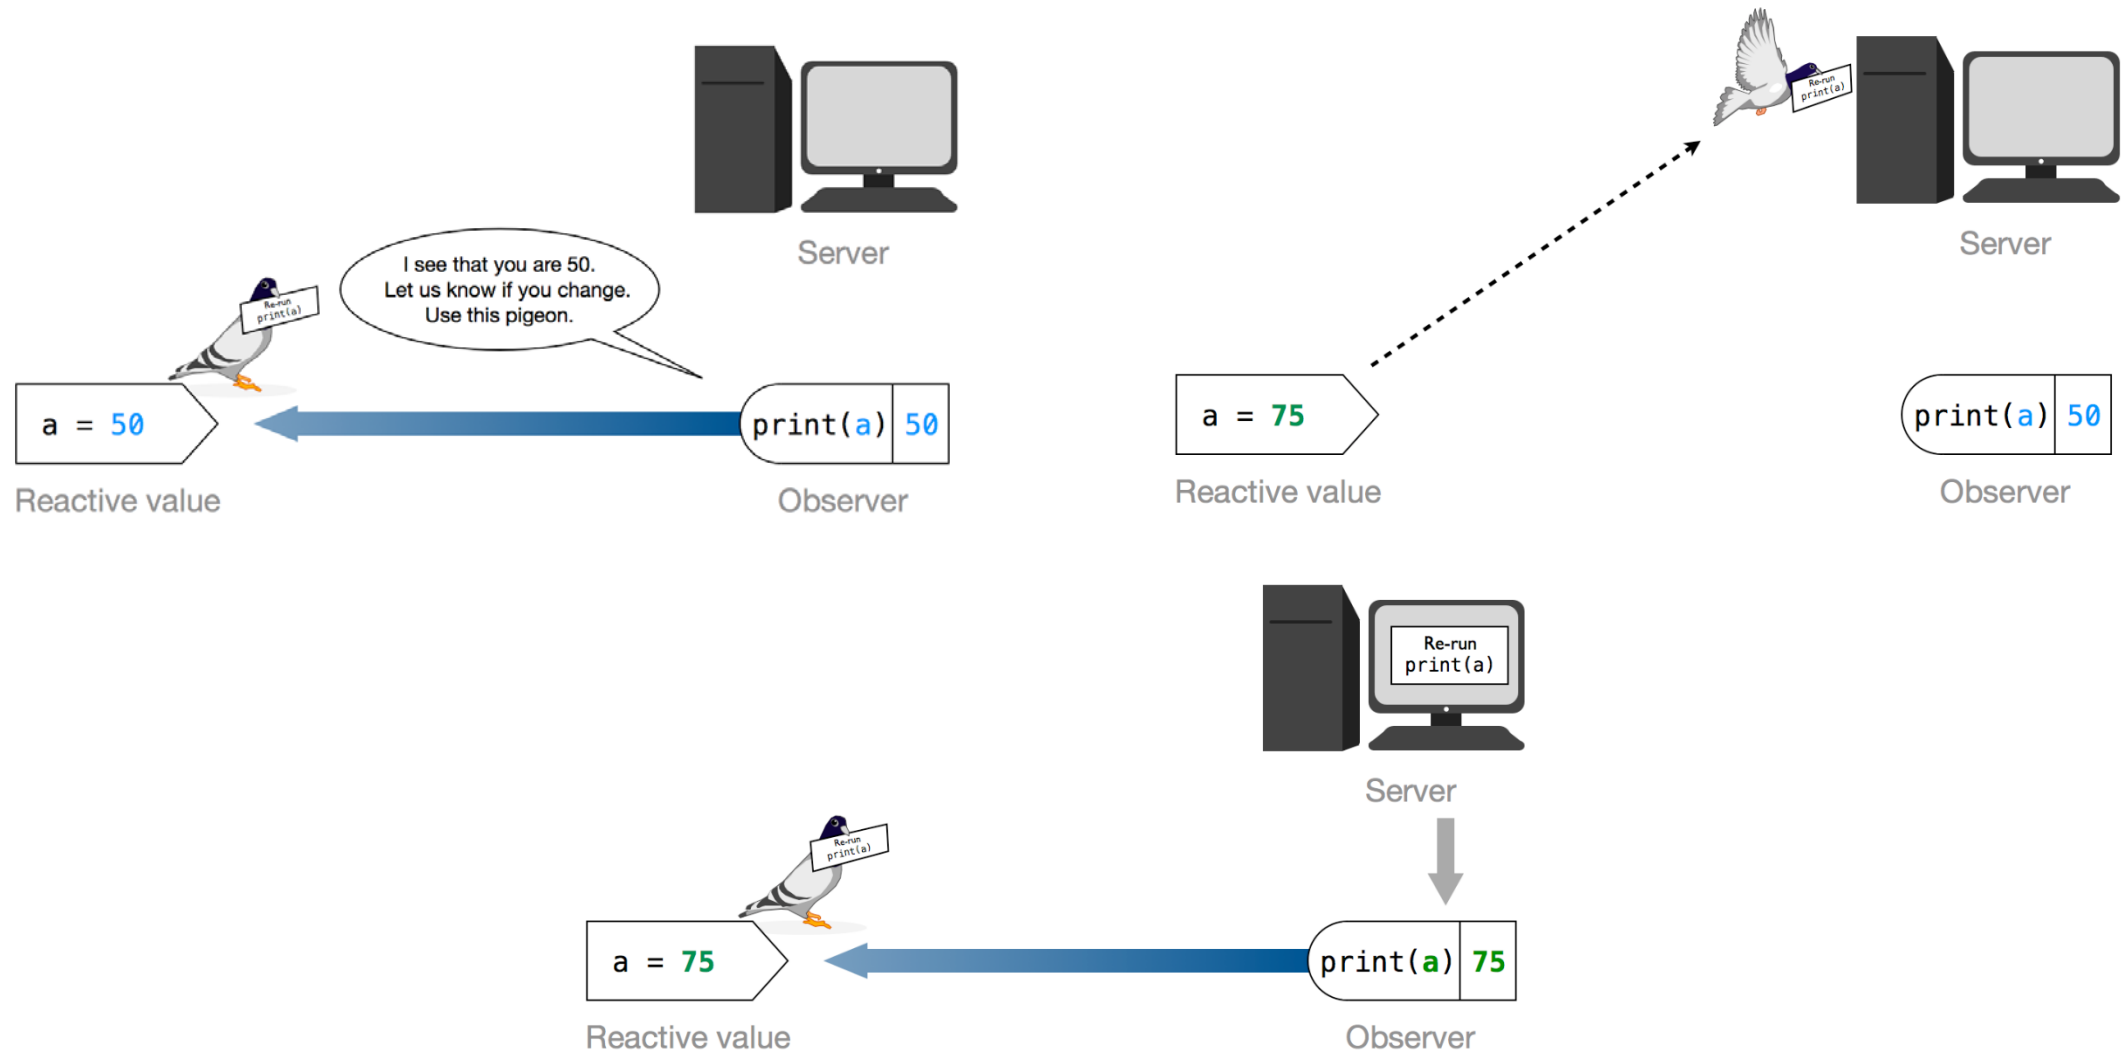 Server
I see that you are 50.
Let us know if you change.
Use this pigeon.
Re-run
print(a)
a = 50
print(a) 50
Reactive value
Observer
Re-run
print(a)
Server
a = 75
print(a) 50
Reactive value
Observer
Re-run
print(a)
Server
Re-run
print(a)
a = 75
print(a) 75
Reactive value
Observer